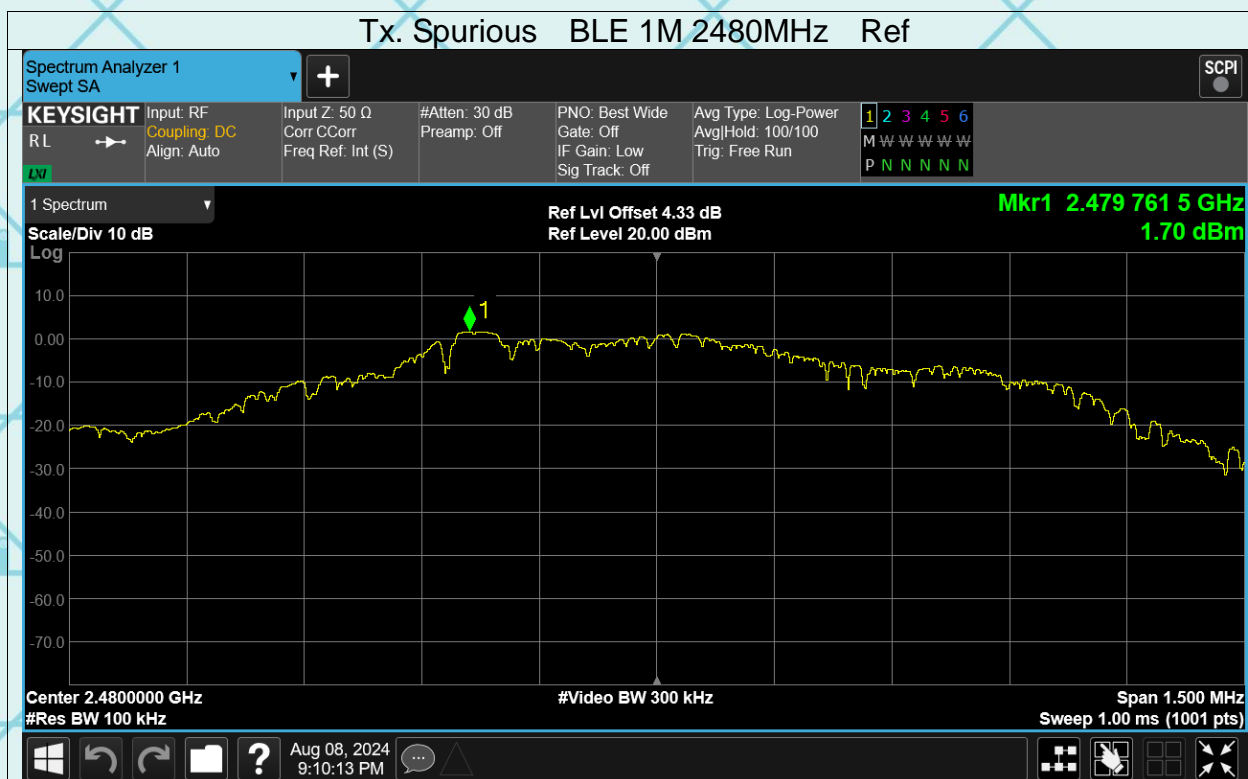 Tx. Spurious BLE 1M 2480MHz Ref
Spectrum Analyzer 1
Swept SA
SCPI
KEYSIGHT
RL
LXI
Input: RF
Coupling: DC
Align: Auto
Input Z: 50 Ω
Corr CCorr
Freq Ref: Int (S)
#Atten: 30 dB
Preamp: Off
PNO: Best Wide
Gate: Off
IF Gain: Low
Sig Track: Off
Avg Type: Log-Power
Avg|Hold: 100/100
Trig: Free Run
1 2 3 4 5 6
M W W W W W
P N N N N N
1 Spectrum
Scale/Div 10 dB
Ref Lvl Offset 4.33 dB
Ref Level 20.00 dBm
Mkr1 2.479 761 5 GHz
1.70 dBm
Log
10.0
0.00
-10.0
-20.0
-30.0
-40.0
-50.0
-60.0
-70.0
1
Center 2.4800000 GHz
#Res BW 100 kHz
#Video BW 300 kHz
Span 1.500 MHz
Sweep 1.00 ms (1001 pts)
Aug 08, 2024
9:10:13 PM